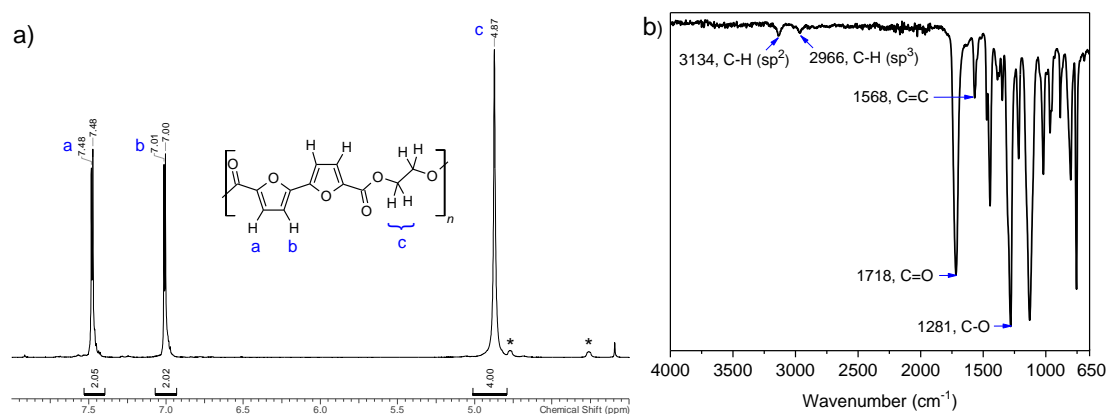 a)
c
4.87
a
7.48
7.48
b
7.01
7.00
O
O
O
O
O
O
H
H
H
H
H
H
n
a
b
c
*
*
2.05
2.02
4.00
7.5
7.0
6.5
6.0
5.5
5.0
Chemical Shift (ppm)
b)
3134, C-H (sp²)
2966, C-H (sp³)
1568, C=C
1718, C=O
1281, C-O
4000
3500
3000
2500
2000
1500
1000
650
Wavenumber (cm⁻¹)